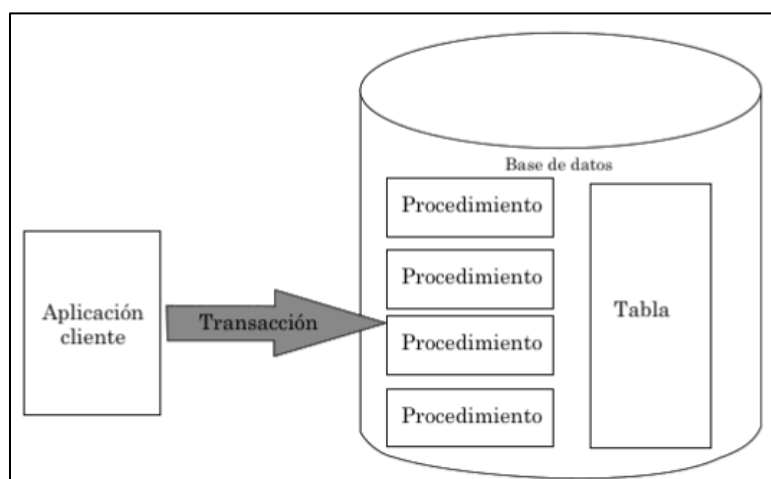 Base de datos
Procedimiento
Procedimiento
Procedimiento
Procedimiento
Tabla
Aplicación
cliente
Transacción